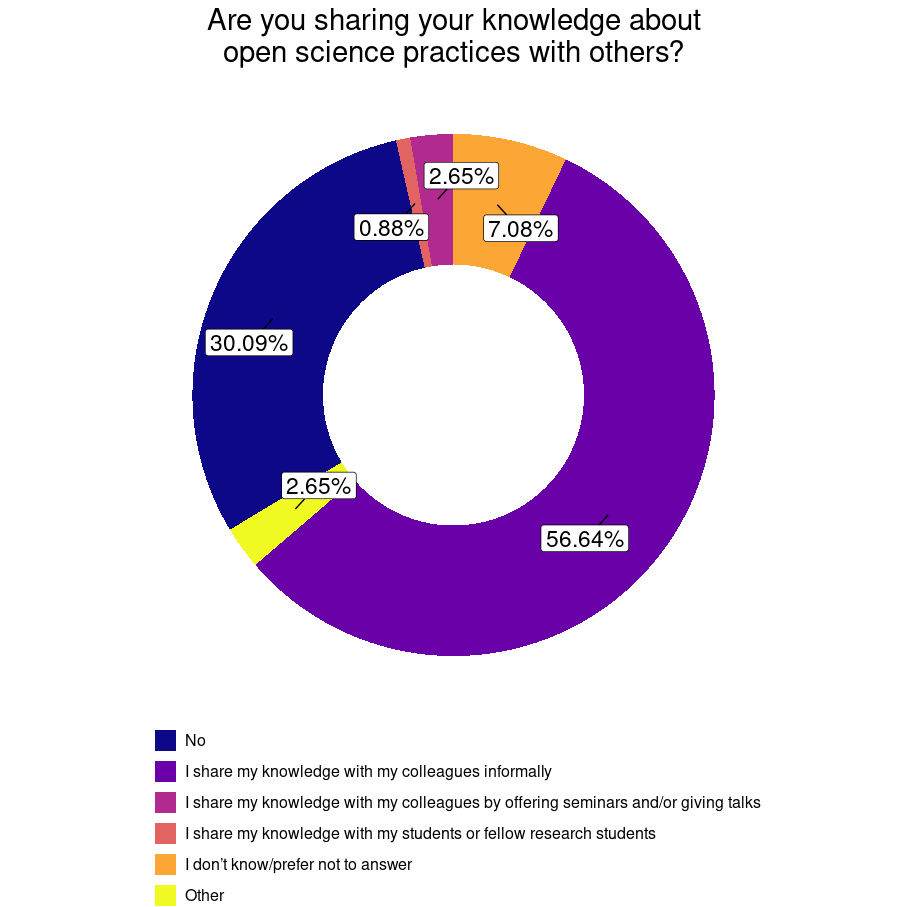 Are you sharing your knowledge about
open science practices with others?
2.65%
0.88%
7.08%
30.09%
2.65%
56.64%
No
I share my knowledge with my colleagues informally
I share my knowledge with my colleagues by offering seminars and/or giving talks
I share my knowledge with my students or fellow research students
I don't know/prefer not to answer
Other